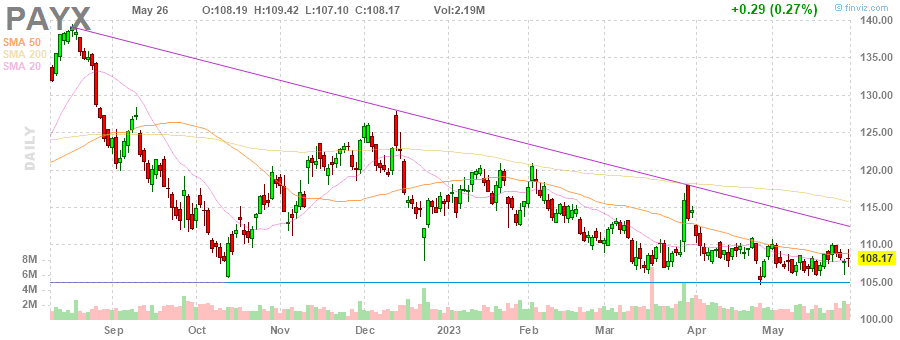 PAYX
May 26 O:108.19 H:109.42 L:107.10 C:108.17 Vol:2.19M +0.29 (0.27%)
© finviz.com
SMA 50
SMA 200
SMA 20
DAILY
140.00
135.00
130.00
125.00
120.00
115.00
110.00
108.17
105.00
100.00
8M
6M
4M
2M
Sep Oct Nov Dec 2023 Feb Mar Apr May